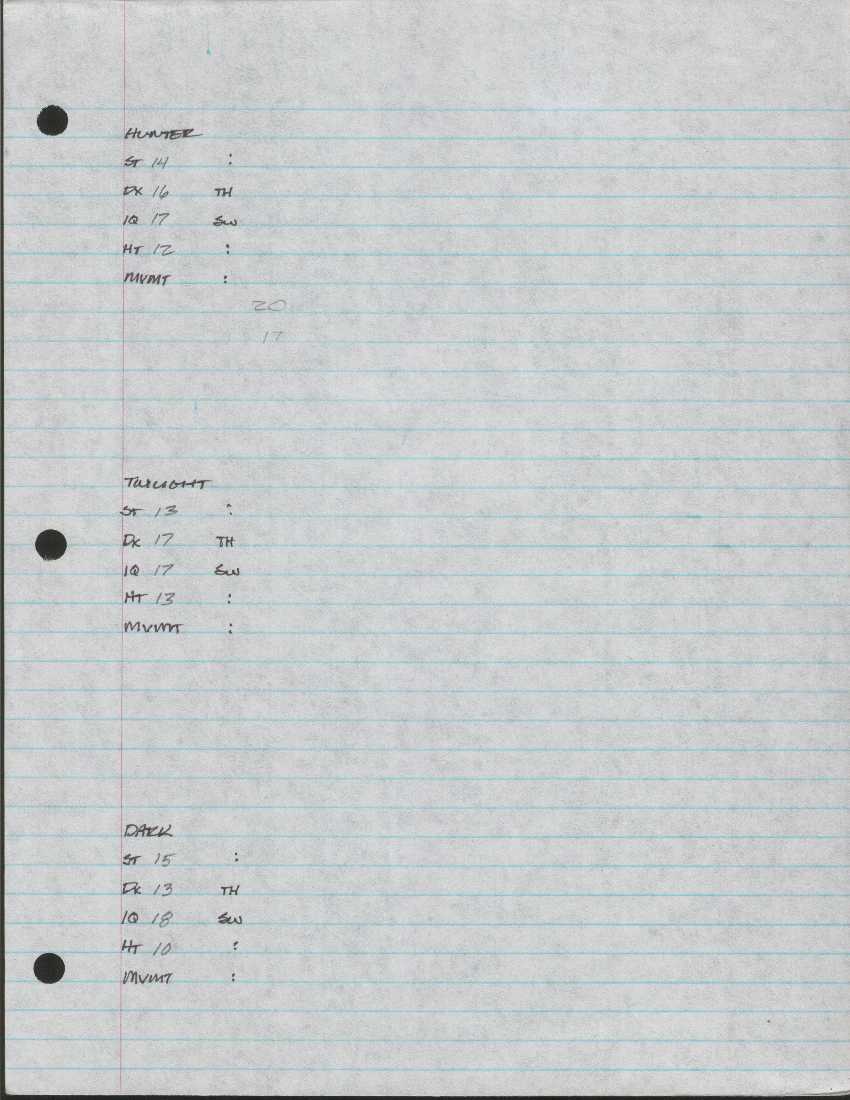 HUNTER
ST 14 :
DX 16 TH
IQ 17 SW
HT 12 :
MVMT :
20
17
TWILIGHT
ST 13 :
DX 17 TH
IQ 17 SW
HT 13 :
MVMT :
DARK
ST 15 :
DX 13 TH
IQ 18 SW
HT 10 :
MVMT :